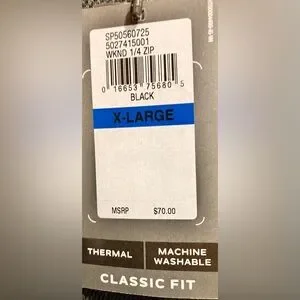 SP50560725
5027415001
WKND 1/4 ZIP
0 16653 75680 5
BLACK
X-LARGE
MSRP $70.00
THERMAL
MACHINE
WASHABLE
CLASSIC FIT